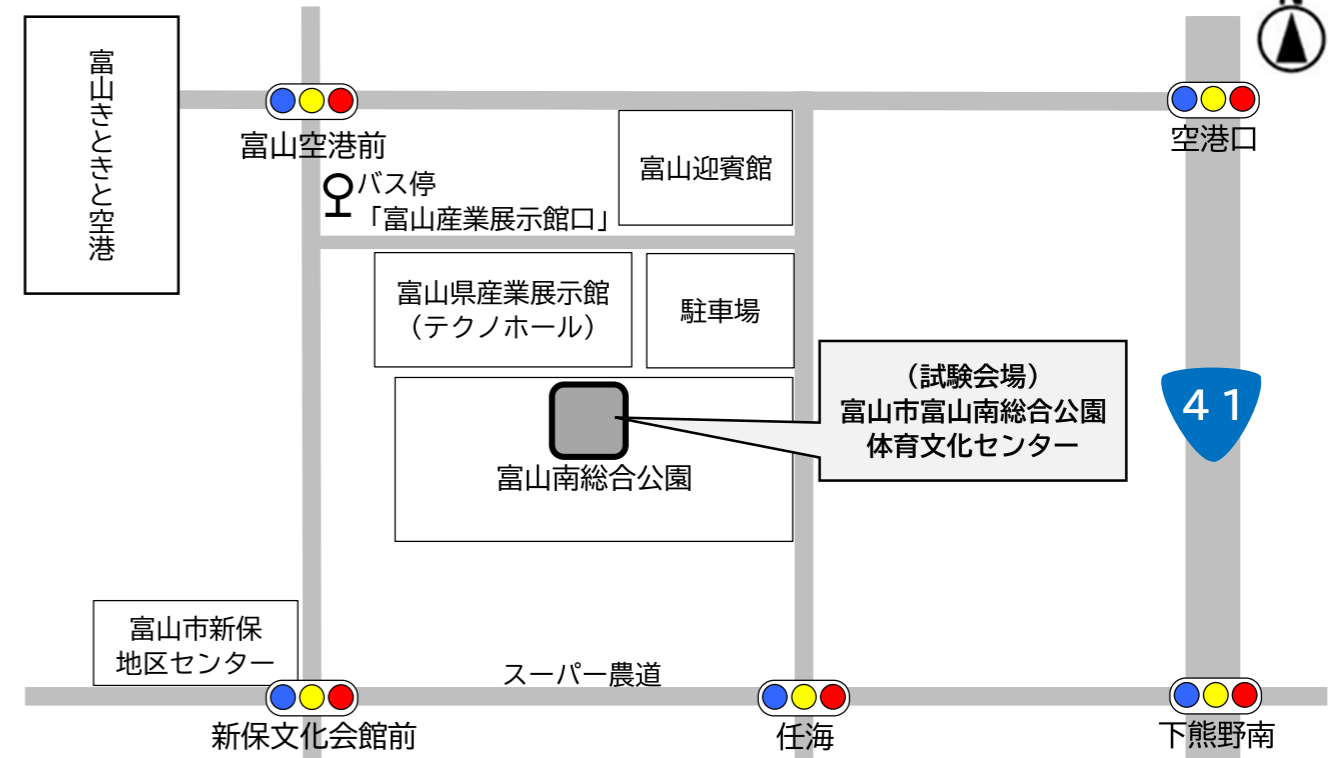 N
富山きときと空港
富山空港前
空港口
バス停
「富山産業展示館口」
富山迎賓館
富山県産業展示館
（テクノホール）
駐車場
（試験会場）
富山市富山南総合公園
体育文化センター
41
富山南総合公園
富山市新保
地区センター
スーパー農道
新保文化会館前
任海
下熊野南